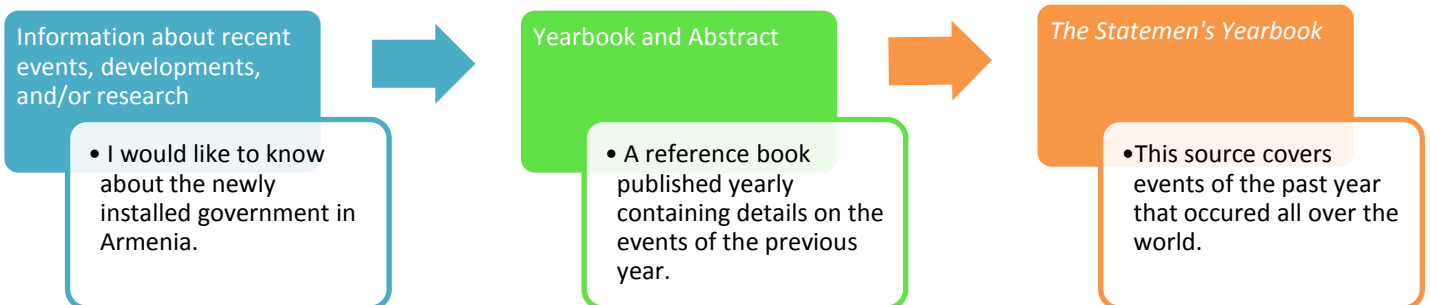 Information about recent
events, developments,
and/or research
• I would like to know
about the newly
installed government in
Armenia.
Yearbook and Abstract
• A reference book
published yearly
containing details on the
events of the previous
year.
The Statemen's Yearbook
•This source covers
events of the past year
that occured all over the
world.